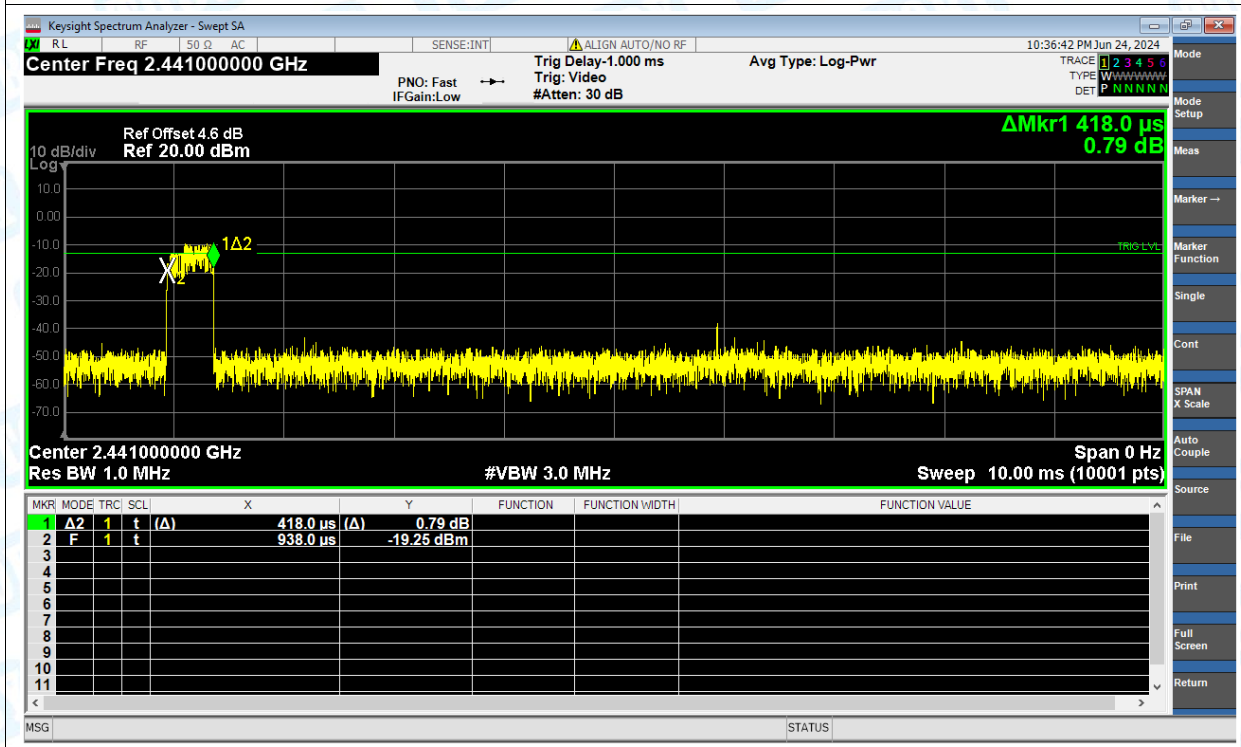 Keysight Spectrum Analyzer - Swept SA
LXI RL RF 50 Ω AC SENSE:INT ALIGN AUTO/NO RF 10:36:42 PM Jun 24, 2024
Center Freq 2.441000000 GHz
PNO: Fast
IFGain:Low
Trig Delay-1.000 ms
Trig: Video
#Atten: 30 dB
Avg Type: Log-Pwr
TRACE 1 2 3 4 5 6
TYPE WWWWWW
DET P N N N N N
ΔMkr1 418.0 µs
0.79 dB
Ref Offset 4.6 dB
10 dB/div Ref 20.00 dBm
Log
10.0
0.00
-10.0
-20.0
-30.0
-40.0
-50.0
-60.0
-70.0
1Δ2
X2
TRIG LVL
Center 2.441000000 GHz Span 0 Hz
Res BW 1.0 MHz #VBW 3.0 MHz Sweep 10.00 ms (10001 pts)
MKR MODE TRC SCL X Y FUNCTION FUNCTION WIDTH FUNCTION VALUE
1 Δ2 1 t (Δ) 418.0 µs (Δ) 0.79 dB
2 F 1 t 938.0 µs -19.25 dBm
3
4
5
6
7
8
9
10
11
MSG STATUS
Mode
Mode
Setup
Meas
Marker →
Marker
Function
Single
Cont
SPAN
X Scale
Auto
Couple
Source
File
Print
Full
Screen
Return